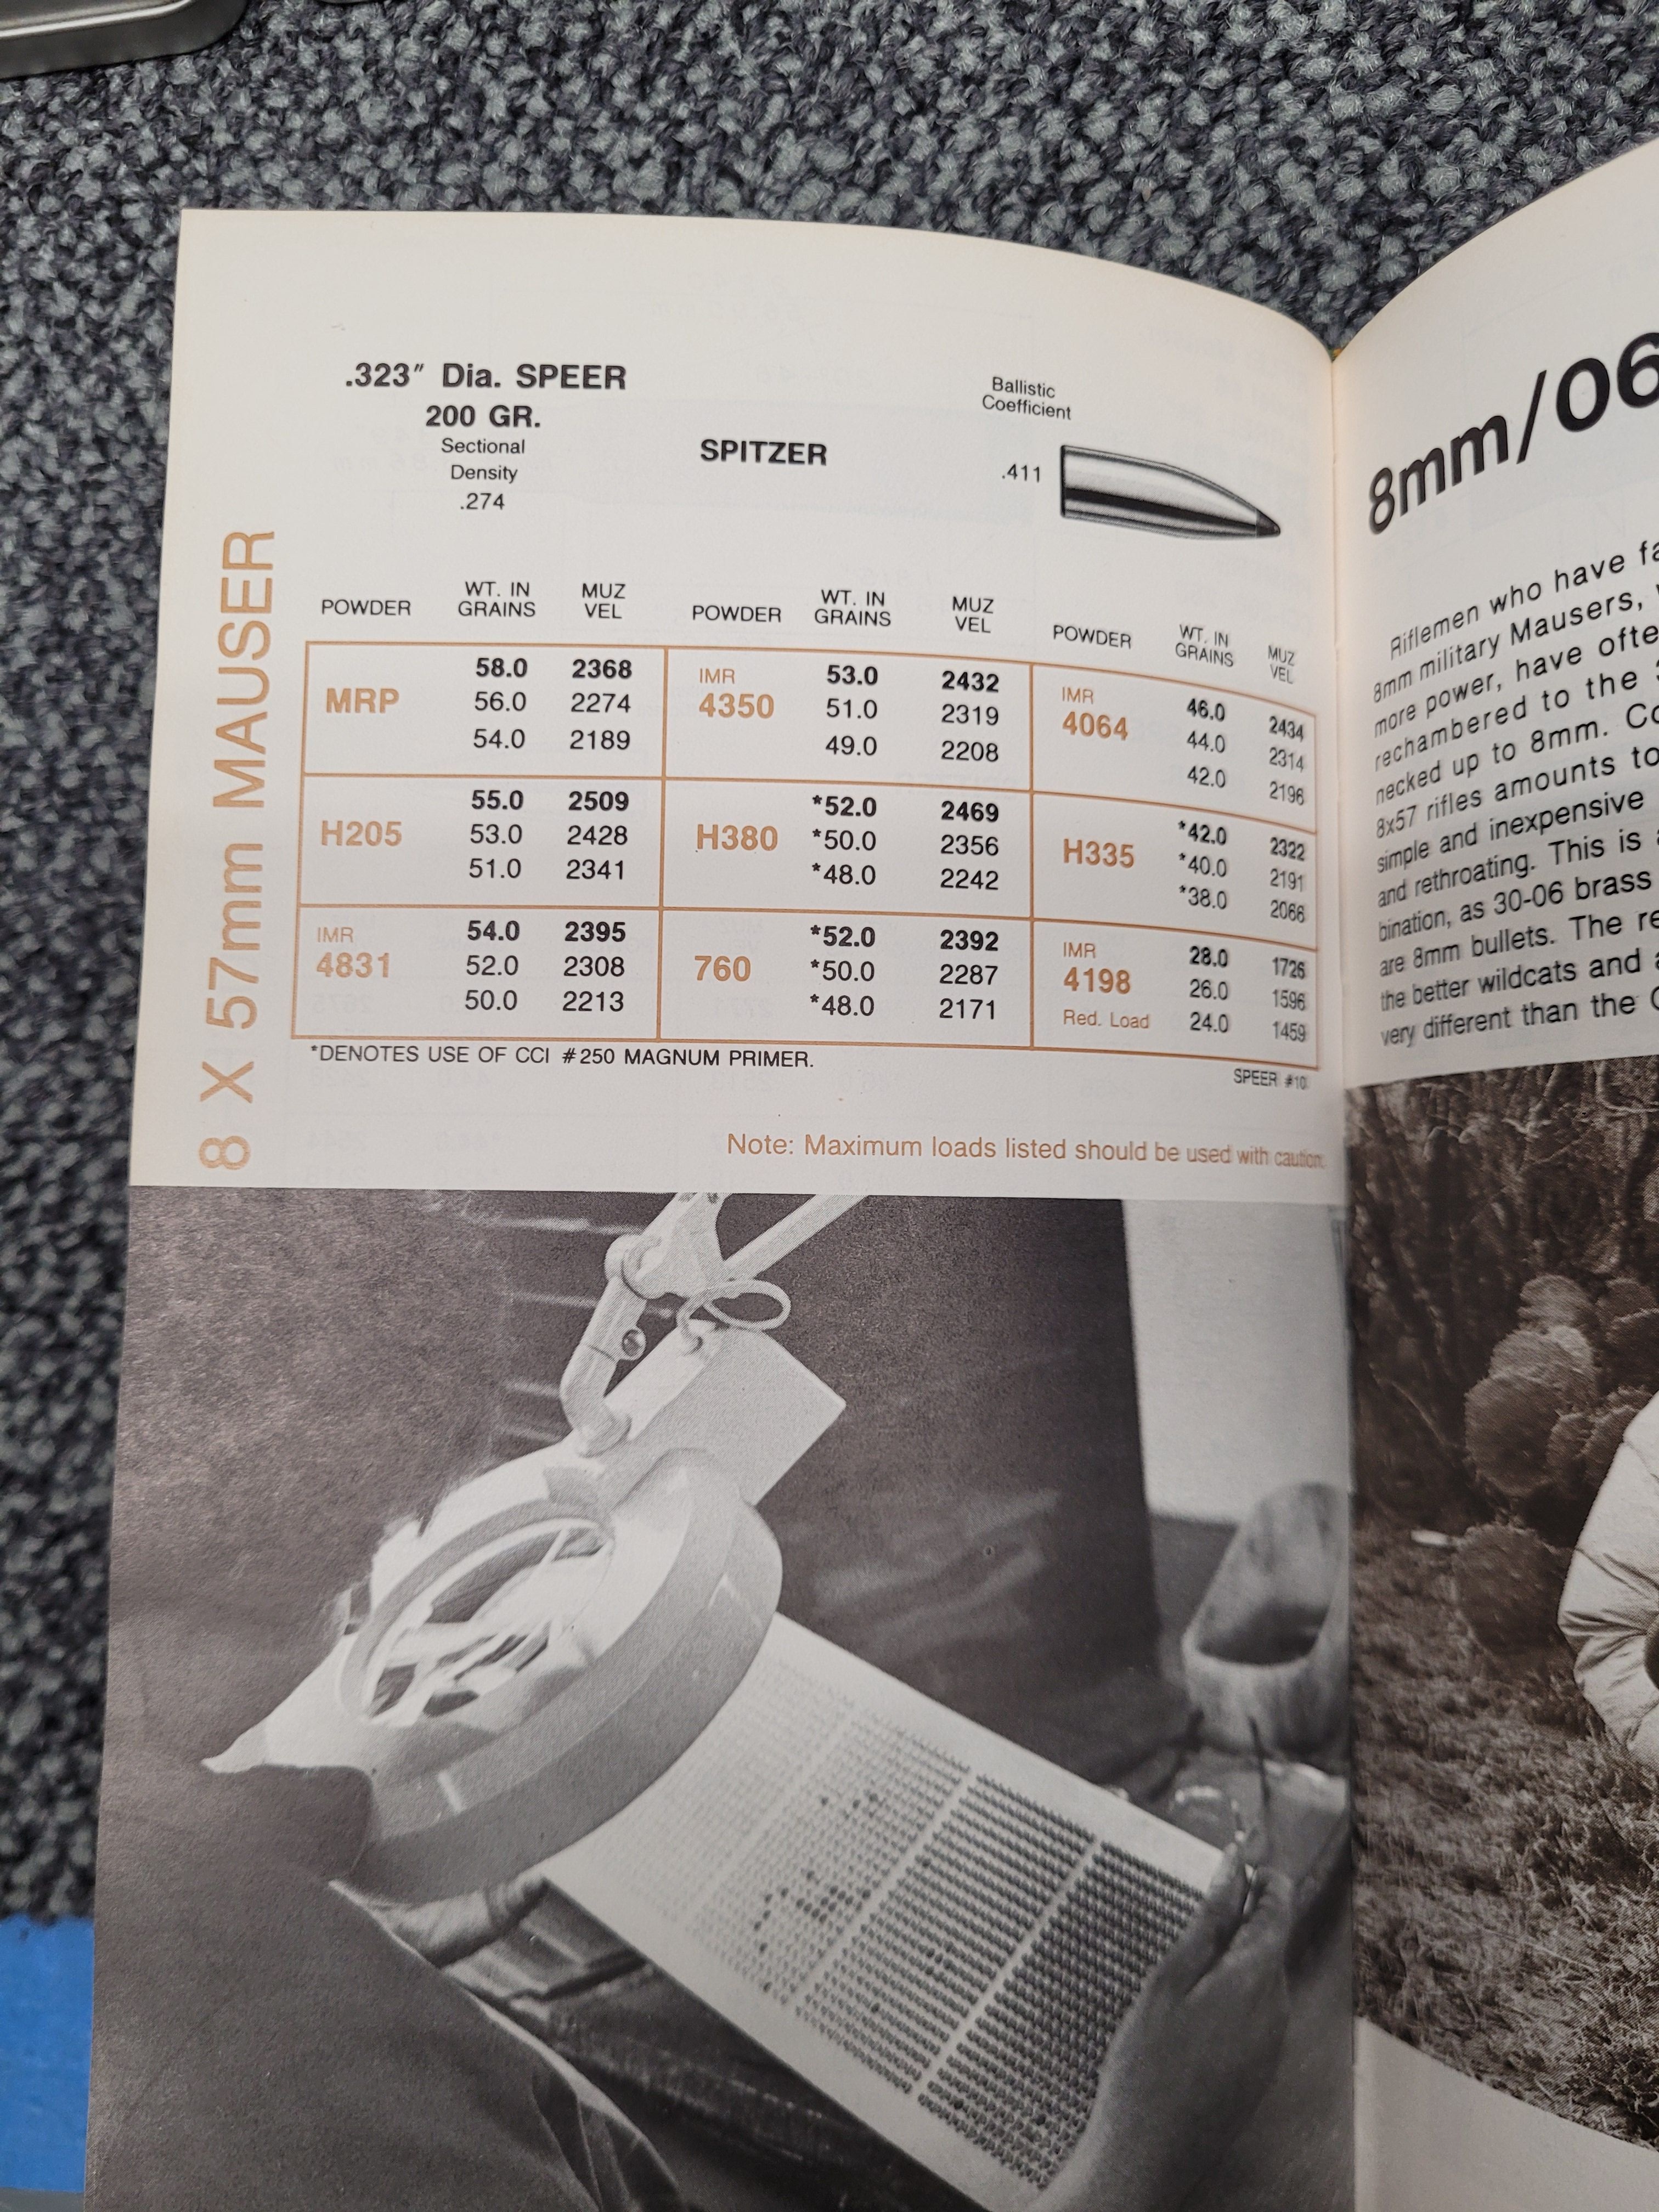 .323″ Dia. SPEER
200 GR.
Sectional
Density
.274
SPITZER
Ballistic
Coefficient
.411
8 X 57mm MAUSER
POWDER WT. IN GRAINS MUZ VEL POWDER WT. IN GRAINS MUZ VEL POWDER WT. IN GRAINS MUZ VEL
MRP
58.0 2368
56.0 2274
54.0 2189
IMR
4350
53.0 2432
51.0 2319
49.0 2208
IMR
4064
46.0 2434
44.0 2314
42.0 2196
H205
55.0 2509
53.0 2428
51.0 2341
H380
*52.0 2469
*50.0 2356
*48.0 2242
H335
*42.0 2322
*40.0 2191
*38.0 2066
IMR
4831
54.0 2395
52.0 2308
50.0 2213
760
*52.0 2392
*50.0 2287
*48.0 2171
IMR
4198
Red. Load
28.0 1726
26.0 1596
24.0 1459
*DENOTES USE OF CCI #250 MAGNUM PRIMER.
SPEER #10
Note: Maximum loads listed should be used with caution.
8mm/06
Riflemen who have
8mm military Mausers,
more power, have
rechambered to the
necked up to 8mm.
8x57 rifles amounts to
simple and inexpensive
and rethroating. This is
bination, as 30-06 brass
are 8mm bullets. The
the better wildcats and
very different than the